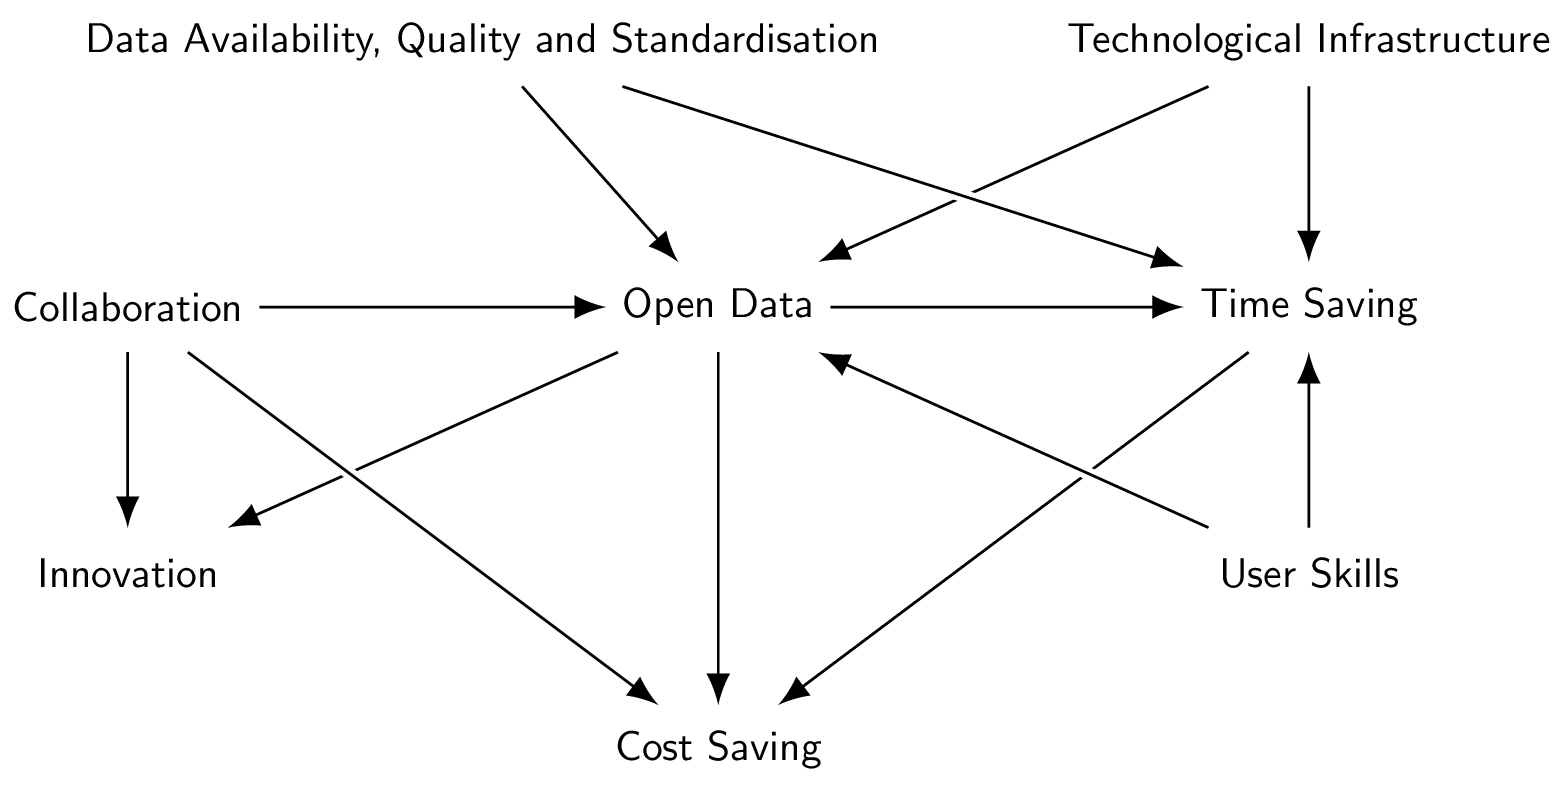 Data Availability, Quality and Standardisation
Technological Infrastructure
Collaboration
Open Data
Time Saving
Innovation
User Skills
Cost Saving